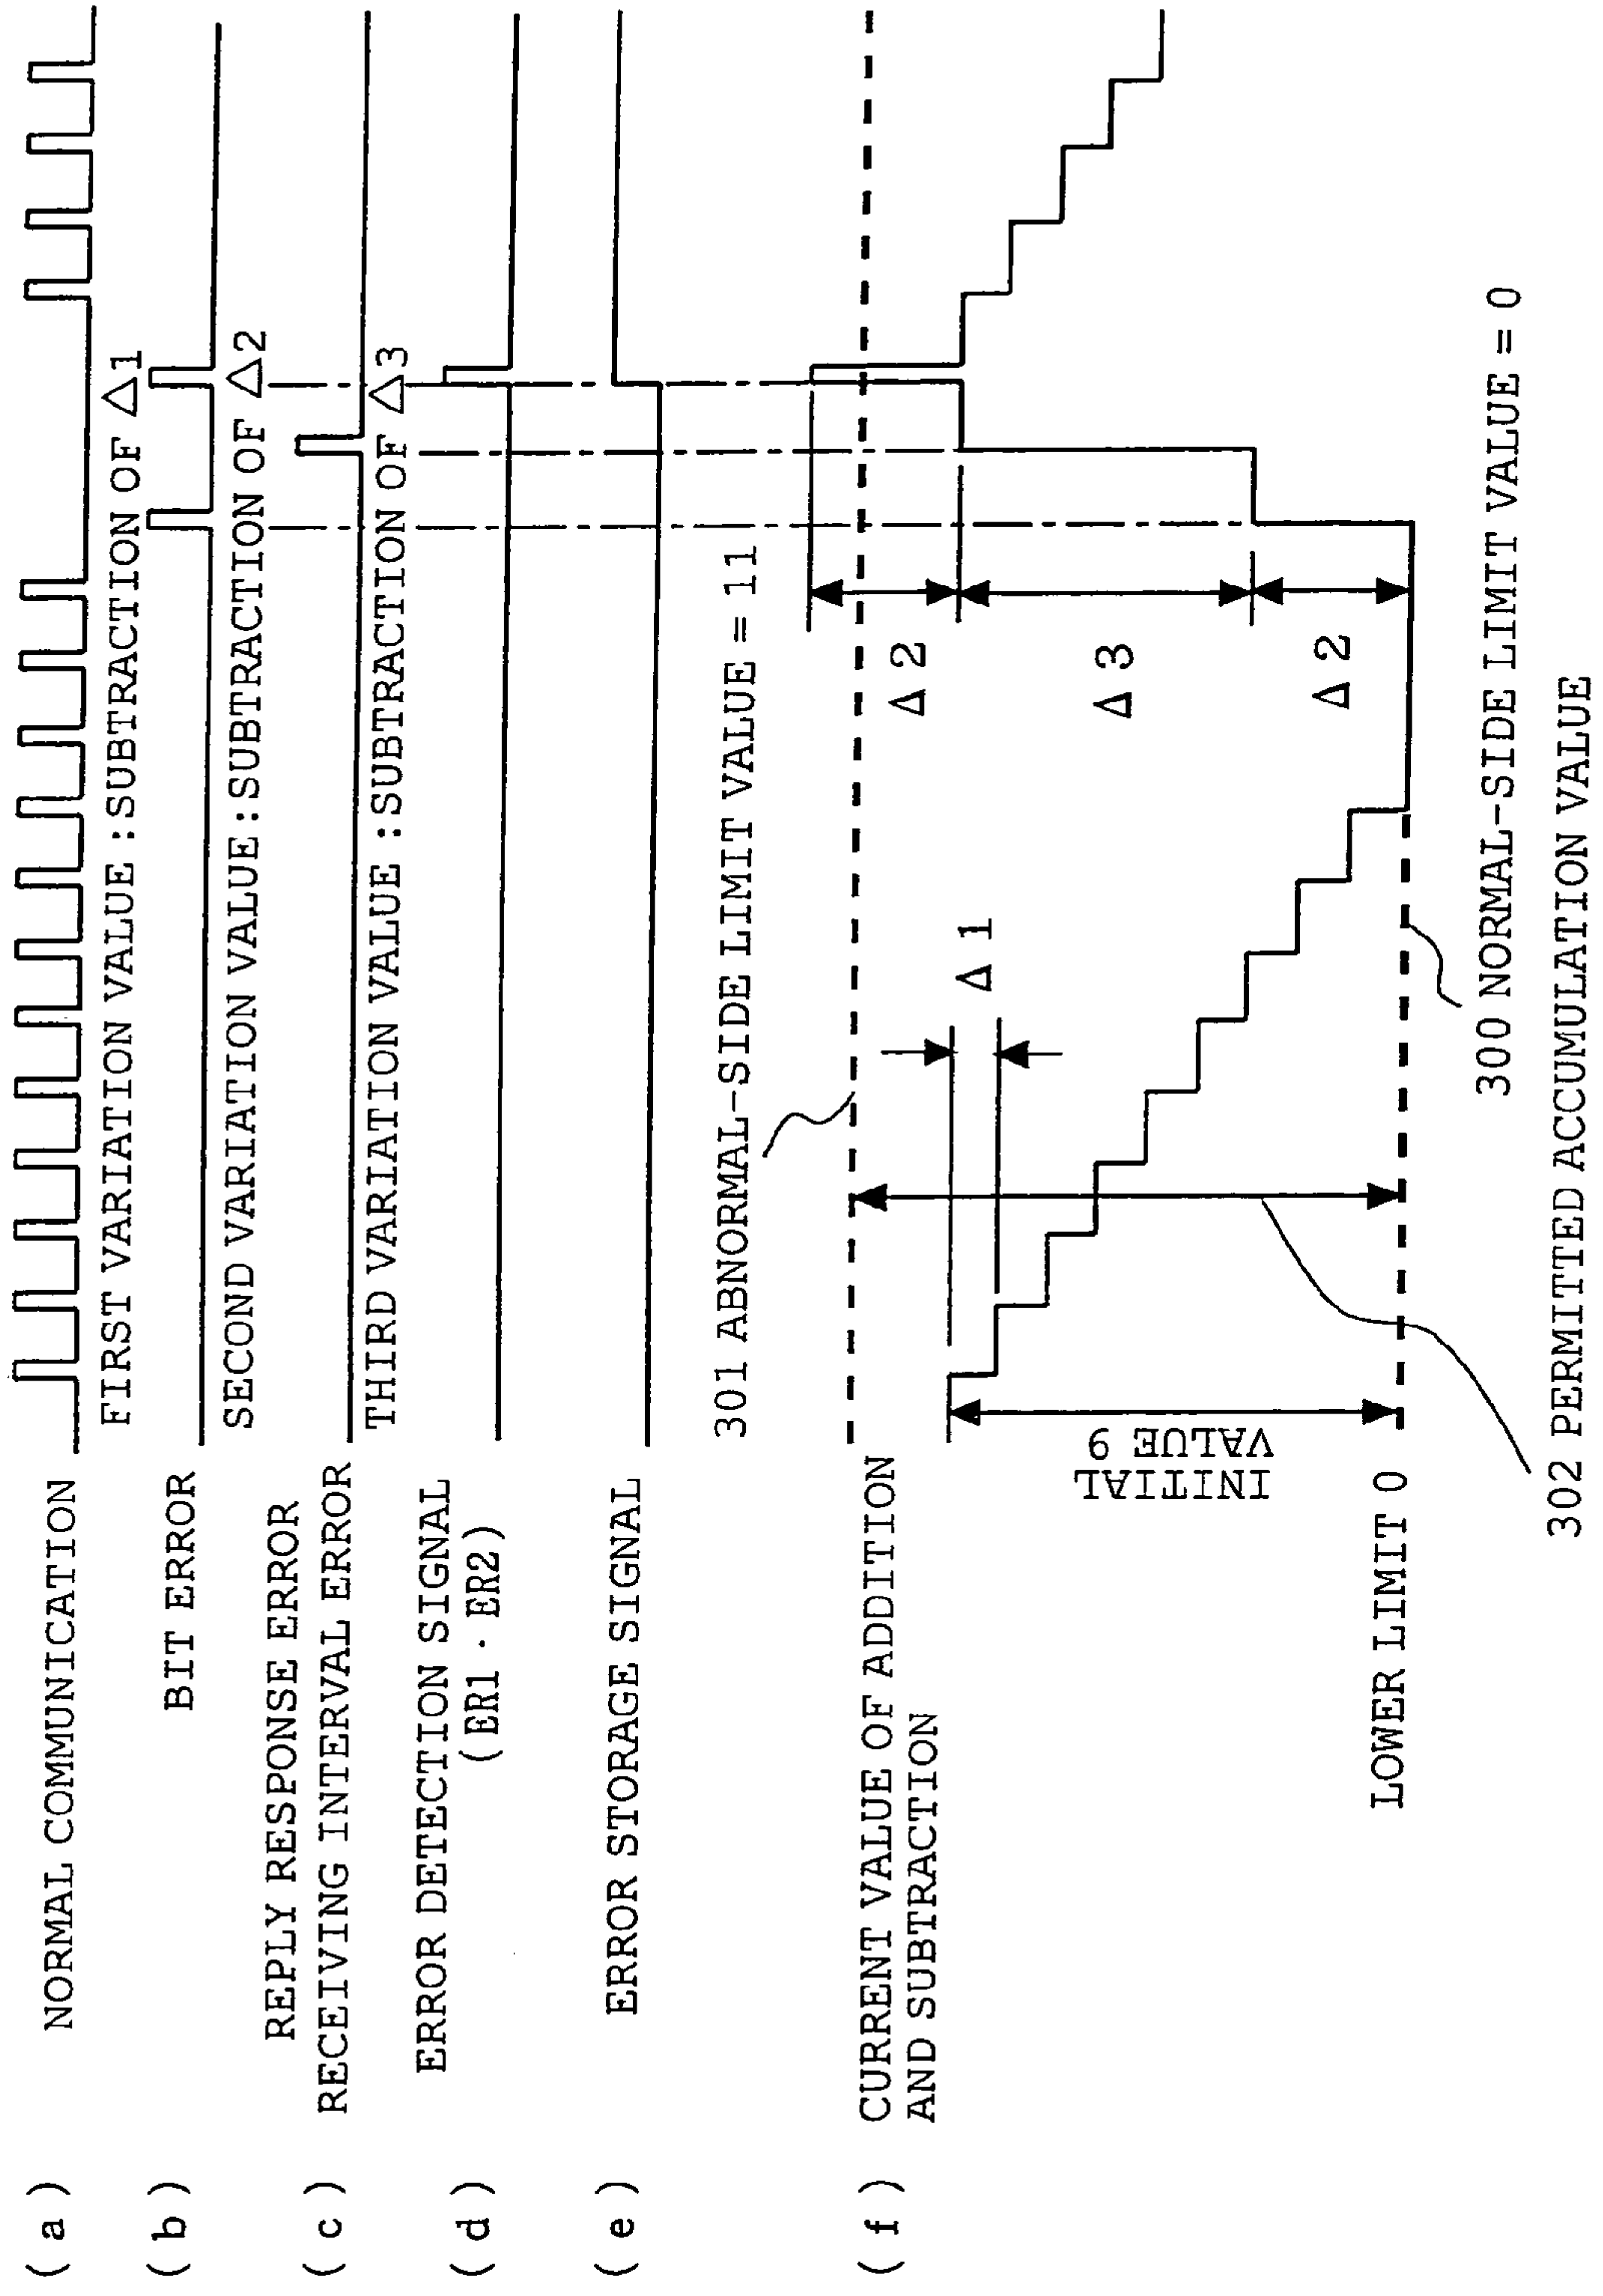 (a) NORMAL COMMUNICATION
FIRST VARIATION VALUE:SUBTRACTION OF △1
(b) BIT ERROR
SECOND VARIATION VALUE:SUBTRACTION OF △2
(c) REPLY RESPONSE ERROR
RECEIVING INTERVAL ERROR
THIRD VARIATION VALUE:SUBTRACTION OF △3
(d) ERROR DETECTION SIGNAL
(ER1・ER2)
(e) ERROR STORAGE SIGNAL
301 ABNORMAL-SIDE LIMIT VALUE=11
(f) CURRENT VALUE OF ADDITION
AND SUBTRACTION
INITIAL
VALUE 9
Δ1
Δ2
Δ3
Δ2
LOWER LIMIT 0
300 NORMAL-SIDE LIMIT VALUE=0
302 PERMITTED ACCUMULATION VALUE